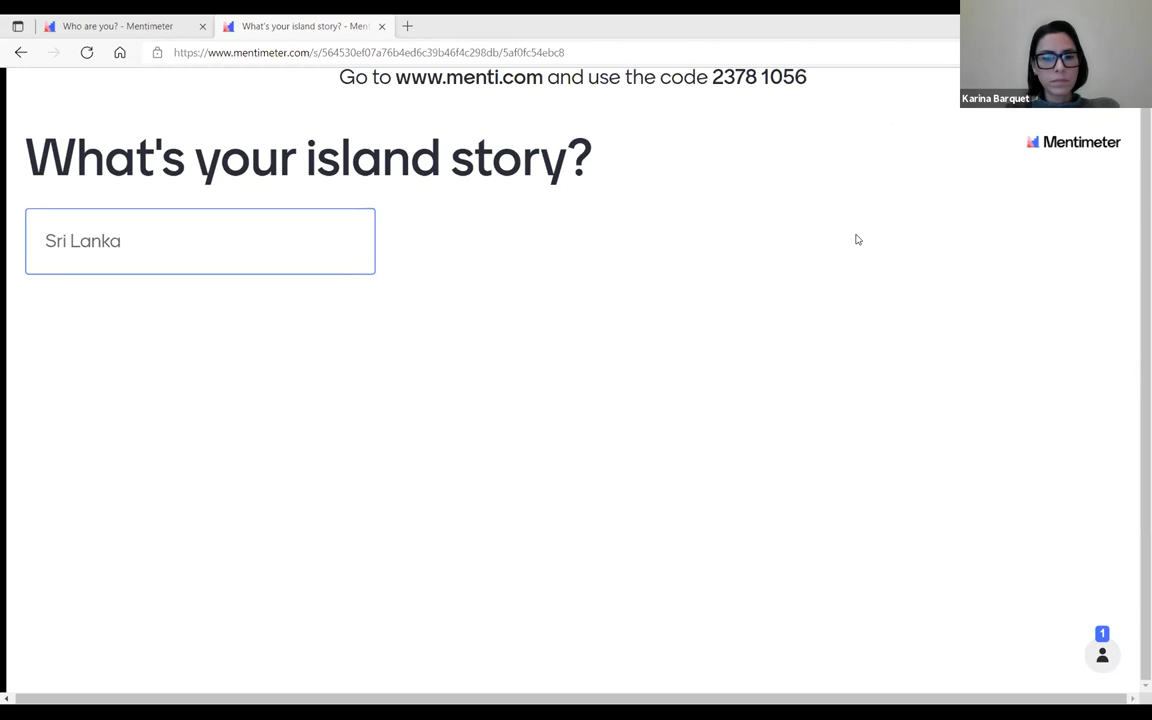 Who are you? - Mentimeter
What's your island story? - Ment
https://www.mentimeter.com/s/564530ef07a76b4ed6c39b46f4c298db/5af0fc54ebc8
Go to www.menti.com and use the code 2378 1056
Karina Barquet
What's your island story?
Mentimeter
Sri Lanka
1